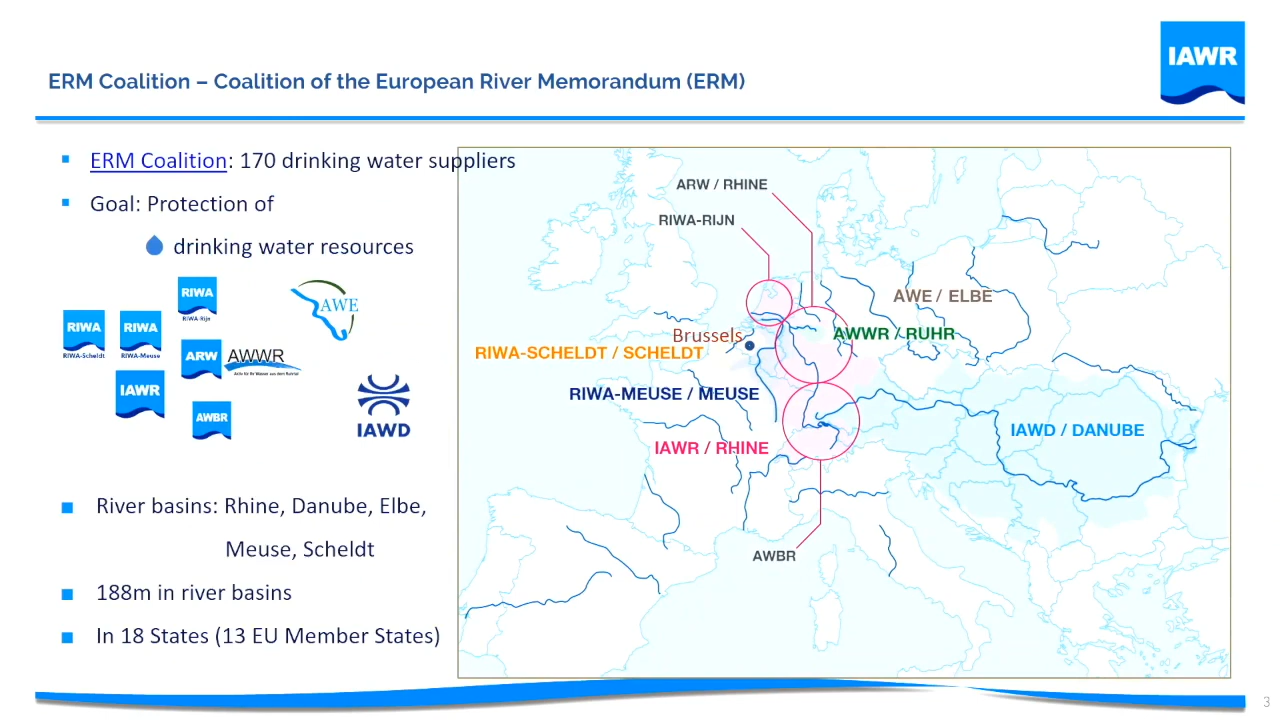 IAWR
ERM Coalition – Coalition of the European River Memorandum (ERM)
ERM Coalition: 170 drinking water suppliers
Goal: Protection of
drinking water resources
RIWA
RIWA-Rijn
AWE
RIWA
RIWA-Scheldt
RIWA
RIWA-Meuse
ARW
AWWR
IAWR
AWBR
IAWD
River basins: Rhine, Danube, Elbe,
Meuse, Scheldt
188m in river basins
In 18 States (13 EU Member States)
ARW / RHINE
RIWA-RIJN
AWE / ELBE
Brussels
AWWR / RUHR
RIWA-SCHELDT / SCHELDT
RIWA-MEUSE / MEUSE
IAWD / DANUBE
IAWR / RHINE
AWBR
3